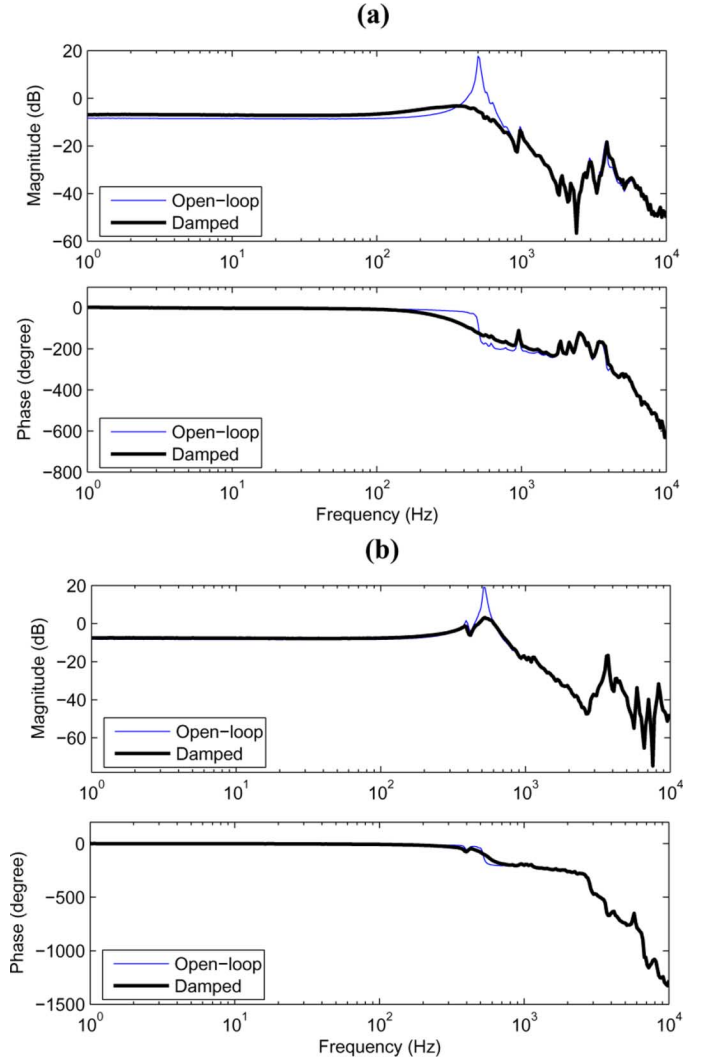 (a)
20
0
−20
−40
−60
Magnitude (dB)
Open−loop
Damped
10^0
10^1
10^2
10^3
10^4
0
−200
−400
−600
−800
Phase (degree)
Open−loop
Damped
10^0
10^1
10^2
10^3
10^4
Frequency (Hz)
(b)
20
0
−20
−40
−60
Magnitude (dB)
Open−loop
Damped
10^0
10^1
10^2
10^3
10^4
0
−500
−1000
−1500
Phase (degree)
Open−loop
Damped
10^0
10^1
10^2
10^3
10^4
Frequency (Hz)